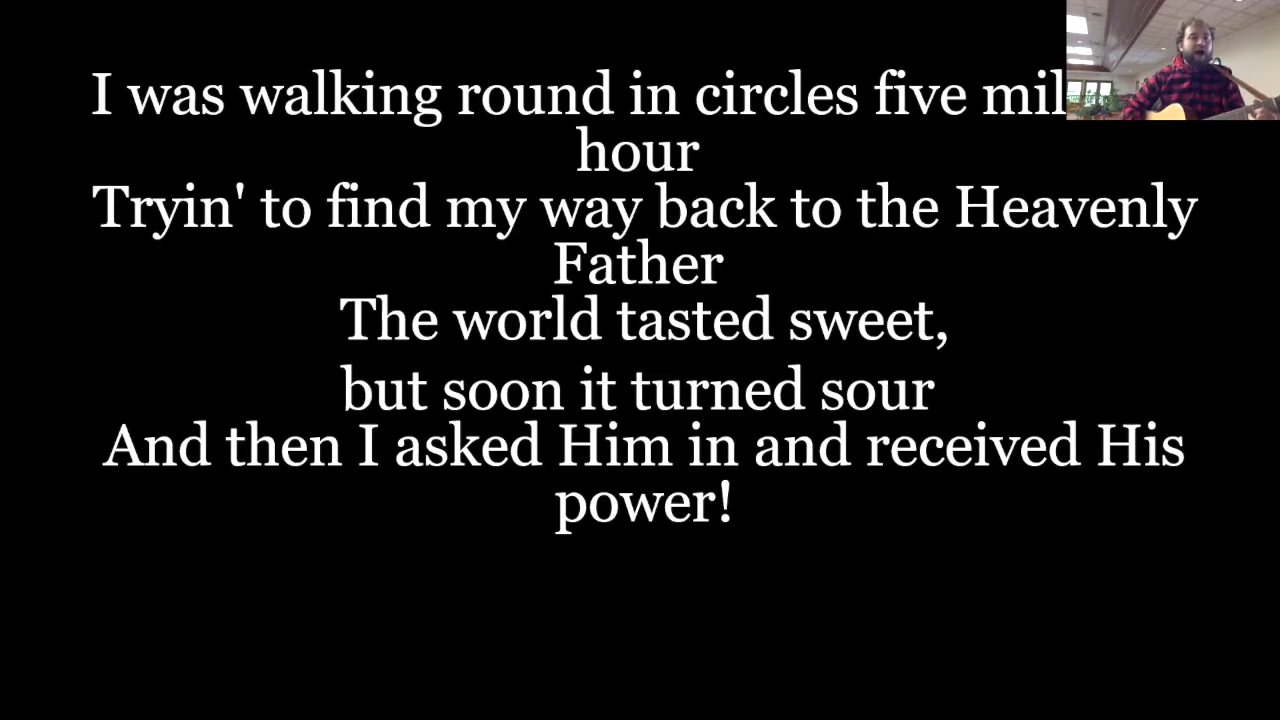 I was walking round in circles five mil
hour
Tryin' to find my way back to the Heavenly
Father
The world tasted sweet,
but soon it turned sour
And then I asked Him in and received His
power!